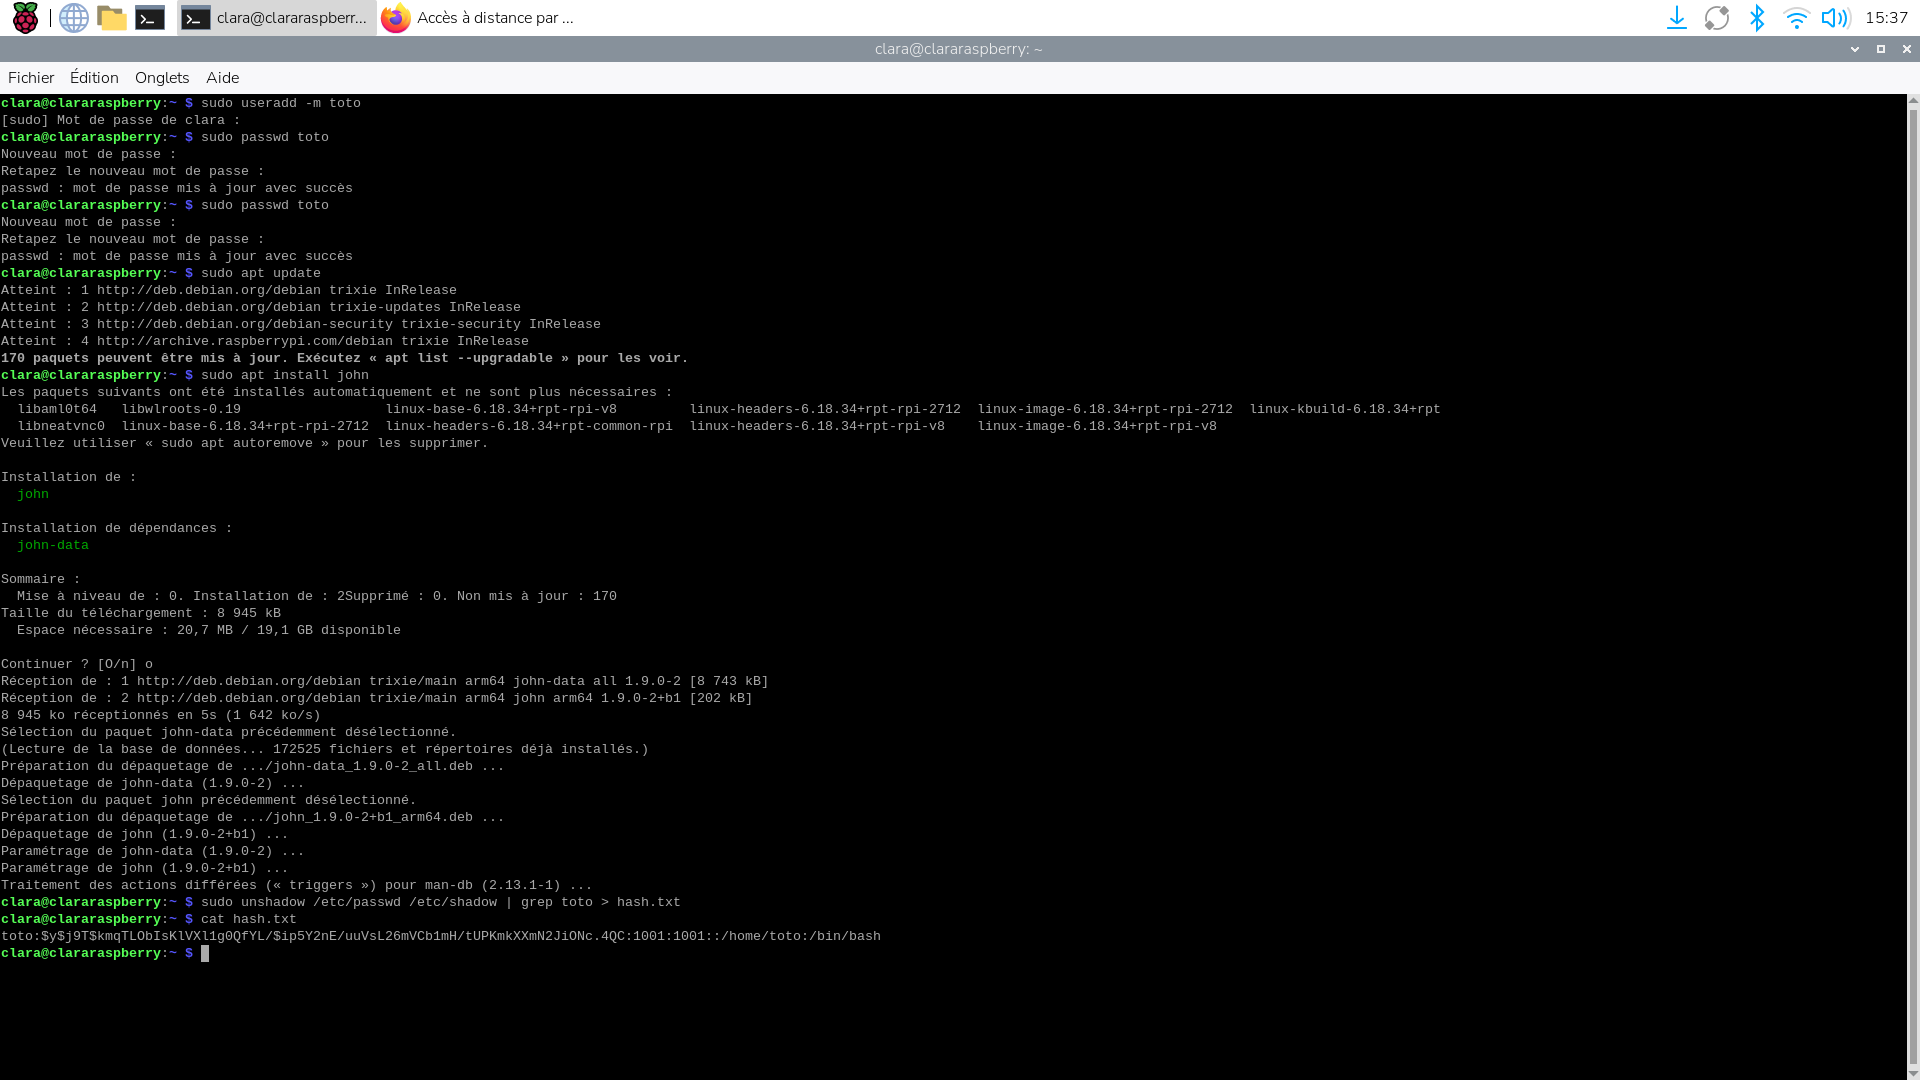 clara@clararaspberr... Accès à distance par ... 15:37
clara@clararaspberry: ~
Fichier Édition Onglets Aide
clara@clararaspberry:~ $ sudo useradd -m toto
[sudo] Mot de passe de clara :
clara@clararaspberry:~ $ sudo passwd toto
Nouveau mot de passe :
Retapez le nouveau mot de passe :
passwd : mot de passe mis à jour avec succès
clara@clararaspberry:~ $ sudo passwd toto
Nouveau mot de passe :
Retapez le nouveau mot de passe :
passwd : mot de passe mis à jour avec succès
clara@clararaspberry:~ $ sudo apt update
Atteint : 1 http://deb.debian.org/debian trixie InRelease
Atteint : 2 http://deb.debian.org/debian trixie-updates InRelease
Atteint : 3 http://deb.debian.org/debian-security trixie-security InRelease
Atteint : 4 http://archive.raspberrypi.com/debian trixie InRelease
170 paquets peuvent être mis à jour. Exécutez « apt list --upgradable » pour les voir.
clara@clararaspberry:~ $ sudo apt install john
Les paquets suivants ont été installés automatiquement et ne sont plus nécessaires :
  libaml0t64   libwlroots-0.19                  linux-base-6.18.34+rpt-rpi-v8         linux-headers-6.18.34+rpt-rpi-2712  linux-image-6.18.34+rpt-rpi-2712  linux-kbuild-6.18.34+rpt
  libneatvnc0  linux-base-6.18.34+rpt-rpi-2712  linux-headers-6.18.34+rpt-common-rpi  linux-headers-6.18.34+rpt-rpi-v8    linux-image-6.18.34+rpt-rpi-v8
Veuillez utiliser « sudo apt autoremove » pour les supprimer.
Installation de :
  john
Installation de dépendances :
  john-data
Sommaire :
  Mise à niveau de : 0. Installation de : 2Supprimé : 0. Non mis à jour : 170
Taille du téléchargement : 8 945 kB
  Espace nécessaire : 20,7 MB / 19,1 GB disponible
Continuer ? [O/n] o
Réception de : 1 http://deb.debian.org/debian trixie/main arm64 john-data all 1.9.0-2 [8 743 kB]
Réception de : 2 http://deb.debian.org/debian trixie/main arm64 john arm64 1.9.0-2+b1 [202 kB]
8 945 ko réceptionnés en 5s (1 642 ko/s)
Sélection du paquet john-data précédemment désélectionné.
(Lecture de la base de données... 172525 fichiers et répertoires déjà installés.)
Préparation du dépaquetage de .../john-data_1.9.0-2_all.deb ...
Dépaquetage de john-data (1.9.0-2) ...
Sélection du paquet john précédemment désélectionné.
Préparation du dépaquetage de .../john_1.9.0-2+b1_arm64.deb ...
Dépaquetage de john (1.9.0-2+b1) ...
Paramétrage de john-data (1.9.0-2) ...
Paramétrage de john (1.9.0-2+b1) ...
Traitement des actions différées (« triggers ») pour man-db (2.13.1-1) ...
clara@clararaspberry:~ $ sudo unshadow /etc/passwd /etc/shadow | grep toto > hash.txt
clara@clararaspberry:~ $ cat hash.txt
toto:$y$j9T$kmqTLObIsKlVXl1g0QfYL/$ip5Y2nE/uuVsL26mVCb1mH/tUPKmkXXmN2JiONc.4QC:1001:1001::/home/toto:/bin/bash
clara@clararaspberry:~ $